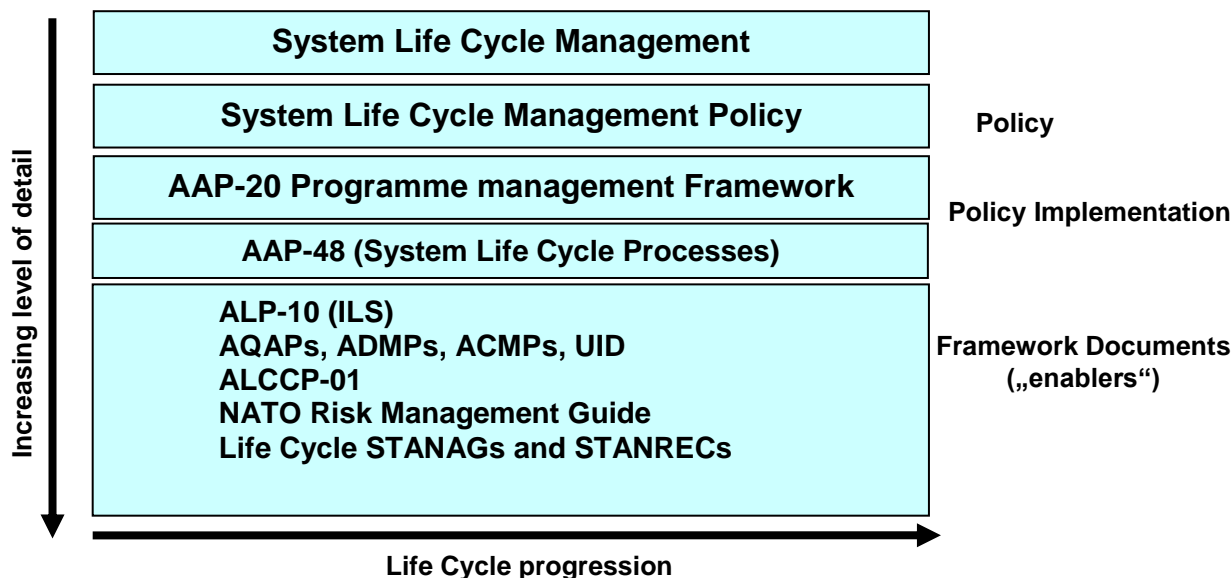 System Life Cycle Management
System Life Cycle Management Policy
Policy
AAP-20 Programme management Framework
Policy Implementation
AAP-48 (System Life Cycle Processes)
ALP-10 (ILS)
AQAPs, ADMPs, ACMPs, UID
ALCCP-01
NATO Risk Management Guide
Life Cycle STANAGs and STANRECs
Framework Documents
(„enablers“)
Increasing level of detail
Life Cycle progression